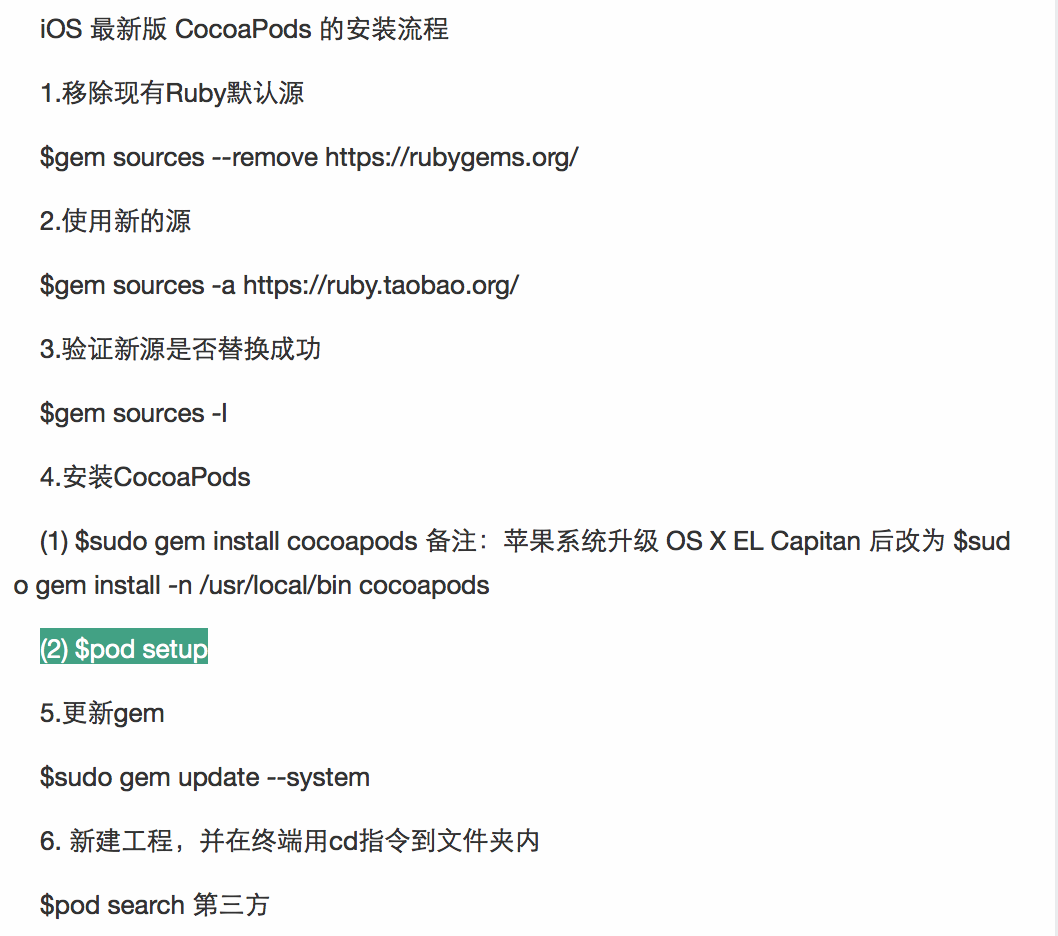 iOS 最新版 CocoaPods 的安装流程
1.移除现有Ruby默认源
$gem sources --remove https://rubygems.org/
2.使用新的源
$gem sources -a https://ruby.taobao.org/
3.验证新源是否替换成功
$gem sources -l
4.安装CocoaPods
(1) $sudo gem install cocoapods 备注：苹果系统升级 OS X EL Capitan 后改为 $sud
o gem install -n /usr/local/bin cocoapods
(2) $pod setup
5.更新gem
$sudo gem update --system
6. 新建工程，并在终端用cd指令到文件夹内
$pod search 第三方